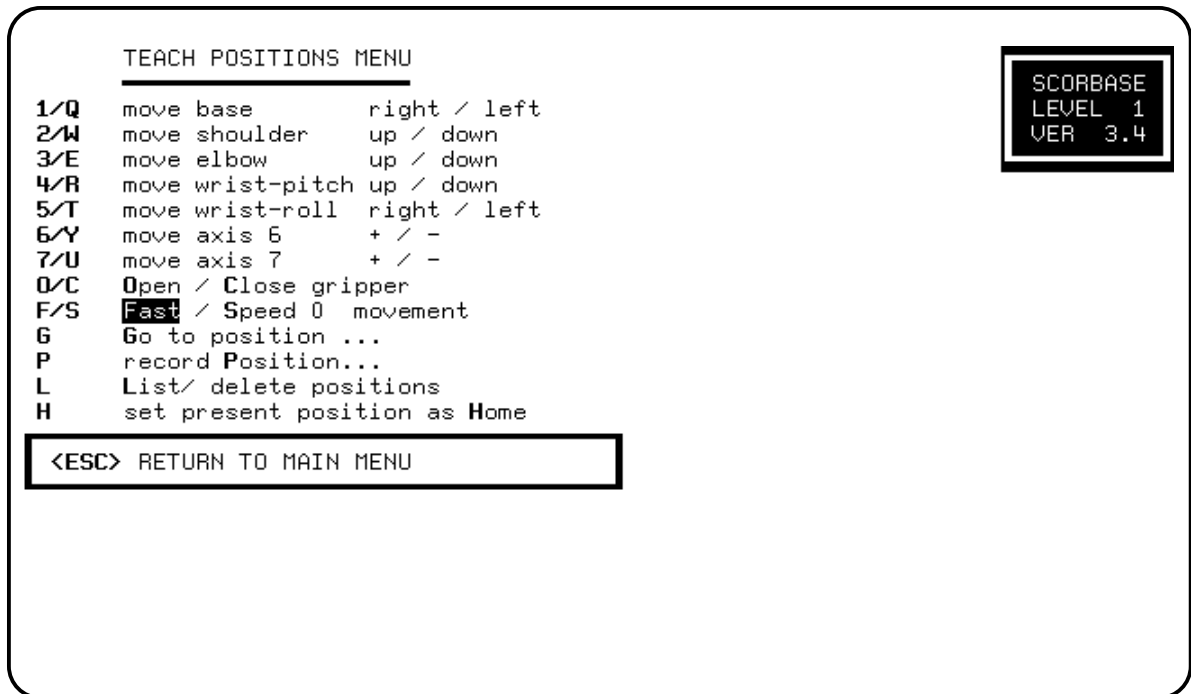 TEACH POSITIONS MENU
SCORBASE
LEVEL 1
VER 3.4
1/Q move base right / left
2/W move shoulder up / down
3/E move elbow up / down
4/R move wrist-pitch up / down
5/T move wrist-roll right / left
6/Y move axis 6 + / -
7/U move axis 7 + / -
O/C Open / Close gripper
F/S Fast / Speed 0 movement
G Go to position ...
P record Position...
L List/ delete positions
H set present position as Home
<ESC> RETURN TO MAIN MENU